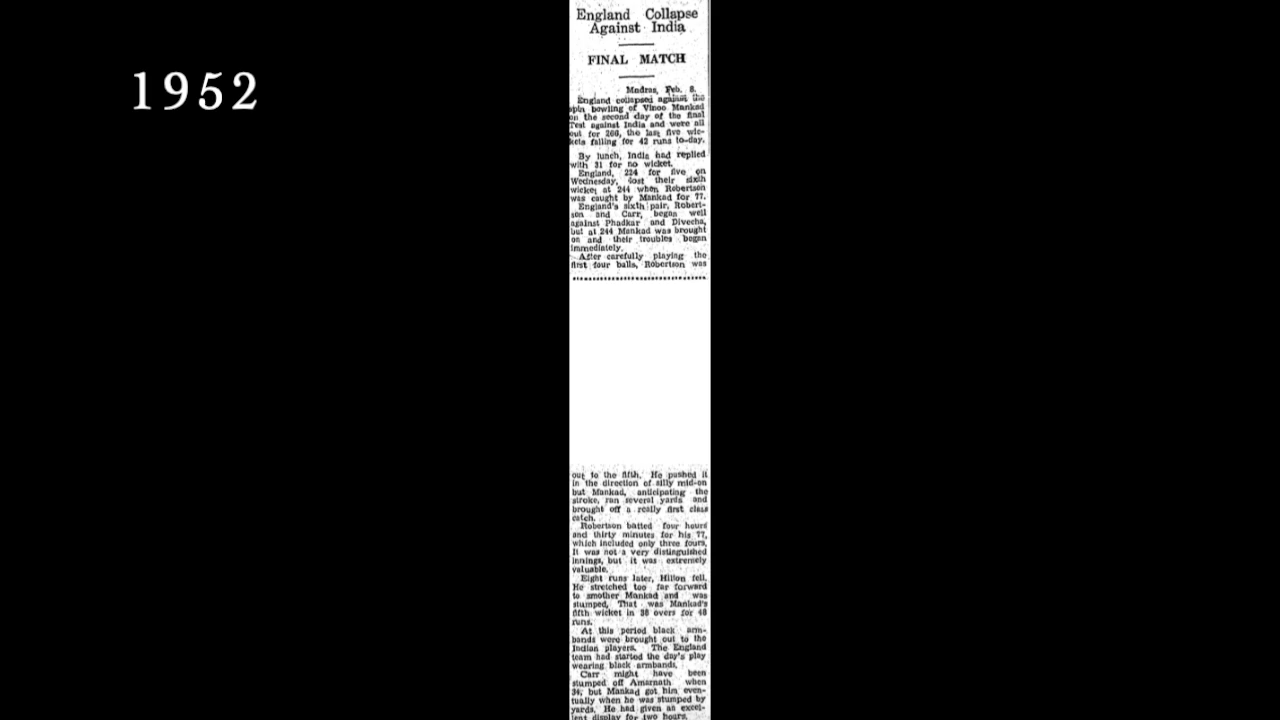 1952
England Collapse
Against India
FINAL MATCH
Madras, Feb. 8.
England collapsed against the
spin bowling of Vinoo Mankad
on the second day of the final
Test against India and were all
out for 266, the last five wic-
kets falling for 42 runs to-day.
By lunch, India had replied
with 31 for no wicket.
England, 224 for five on
Wednesday, lost their sixth
wicket at 244 when Robertson
was caught by Mankad for 77.
England's sixth pair, Robert-
son and Carr, began well
against Phadkar and Divecha,
but at 244 Mankad was brought
on and their troubles began
immediately.
After carefully playing the
first four balls, Robertson was
out to the fifth. He pushed it
in the direction of silly mid-on
but Mankad, anticipating the
stroke, ran several yards and
brought off a really first class
catch.
Robertson batted four hours
and thirty minutes for his 77,
which included only three fours.
It was not a very distinguished
innings, but it was extremely
valuable.
Eight runs later, Hilton fell.
He stretched too far forward
to smother Mankad and was
stumped. That was Mankad's
fifth wicket in 38 overs for 48
runs.
At this period black arm-
bands were brought out to the
Indian players. The England
team had started the day's play
wearing black armbands.
Carr might have been
stumped off Amarnath when
34, but Mankad got him even-
tually when he was stumped by
yards. He had given an excel-
lent display for two hours.